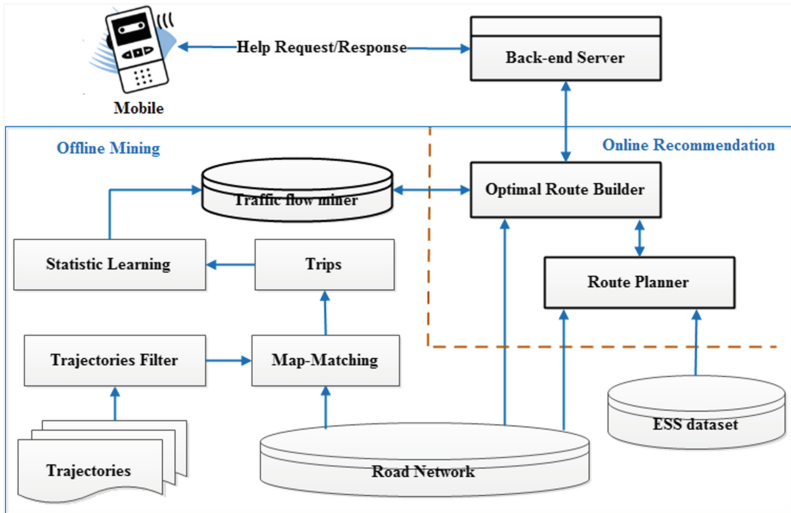 Help Request/Response
Back-end Server
Mobile
Offline Mining
Online Recommendation
Traffic flow miner
Optimal Route Builder
Statistic Learning
Trips
Route Planner
Trajectories Filter
Map-Matching
ESS dataset
Trajectories
Road Network